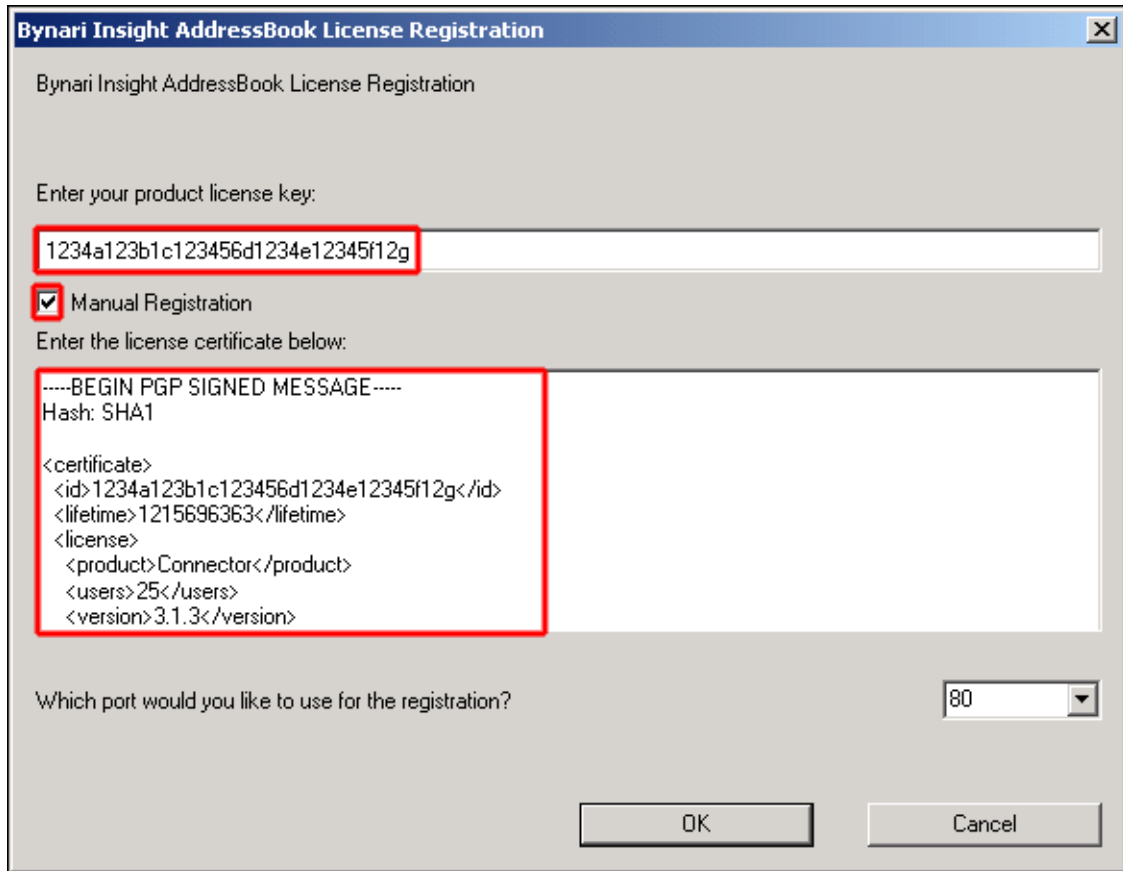 Bynari Insight AddressBook License Registration
Bynari Insight AddressBook License Registration
Enter your product license key:
1234a123b1c123456d1234e12345f12g
Manual Registration
Enter the license certificate below:
-----BEGIN PGP SIGNED MESSAGE-----
Hash: SHA1
<certificate>
<id>1234a123b1c123456d1234e12345f12g</id>
<lifetime>1215696363</lifetime>
<license>
<product>Connector</product>
<users>25</users>
<version>3.1.3</version>
Which port would you like to use for the registration?
80
OK
Cancel